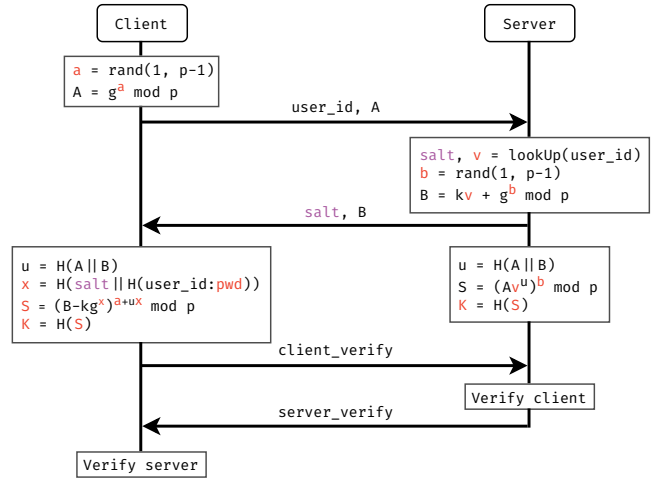 Client
Server
a = rand(1, p-1)
A = gᵃ mod p
user_id, A
salt, v = lookUp(user_id)
b = rand(1, p-1)
B = kv + gᵇ mod p
salt, B
u = H(A||B)
x = H(salt||H(user_id:pwd))
S = (B-kgˣ)ᵃ⁺ᵘˣ mod p
K = H(S)
u = H(A||B)
S = (Avᵘ)ᵇ mod p
K = H(S)
client_verify
Verify client
server_verify
Verify server